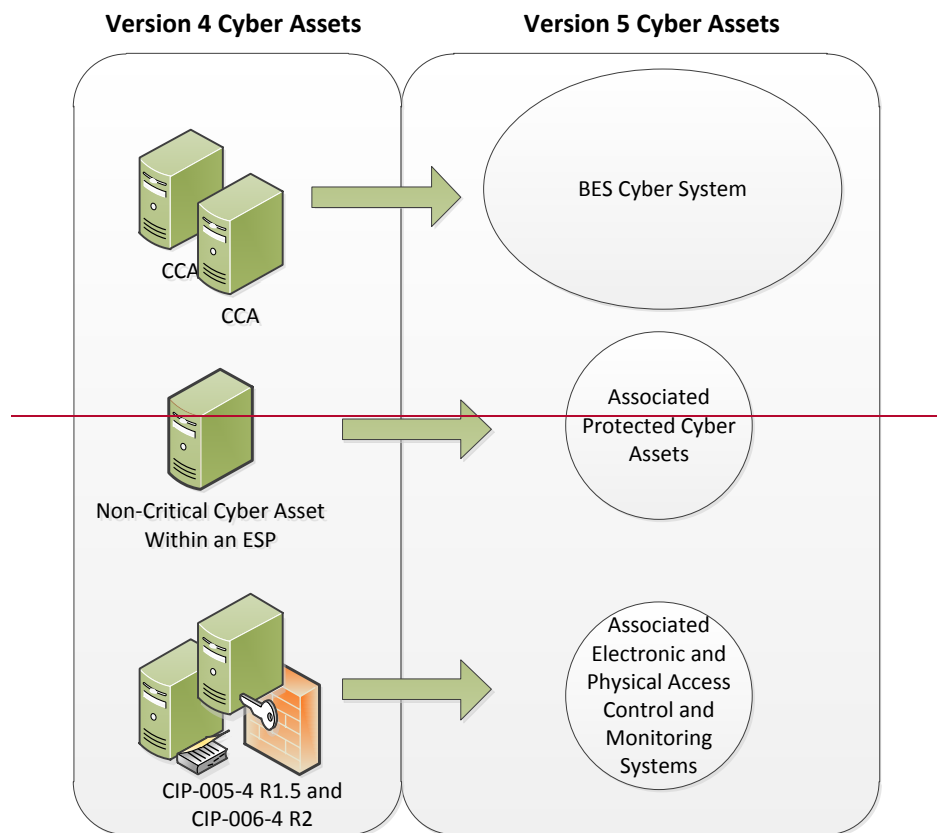 Version 4 Cyber Assets
Version 5 Cyber Assets
CCA
CCA
BES Cyber System
Non-Critical Cyber Asset
Within an ESP
Associated
Protected Cyber
Assets
CIP-005-4 R1.5 and
CIP-006-4 R2
Associated
Electronic and
Physical Access
Control and
Monitoring
Systems